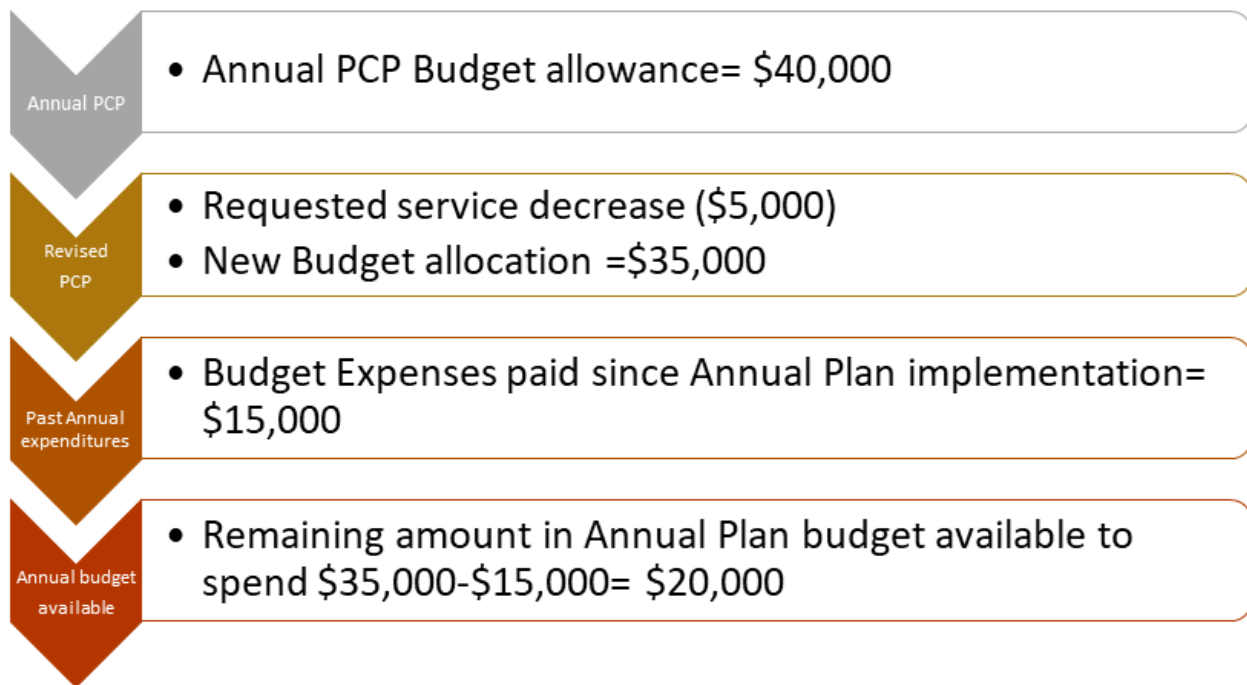 Annual PCP
• Annual PCP Budget allowance= $40,000
Revised
PCP
• Requested service decrease ($5,000)
• New Budget allocation =$35,000
Past Annual
expenditures
• Budget Expenses paid since Annual Plan implementation=
$15,000
Annual budget
available
• Remaining amount in Annual Plan budget available to
spend $35,000-$15,000= $20,000